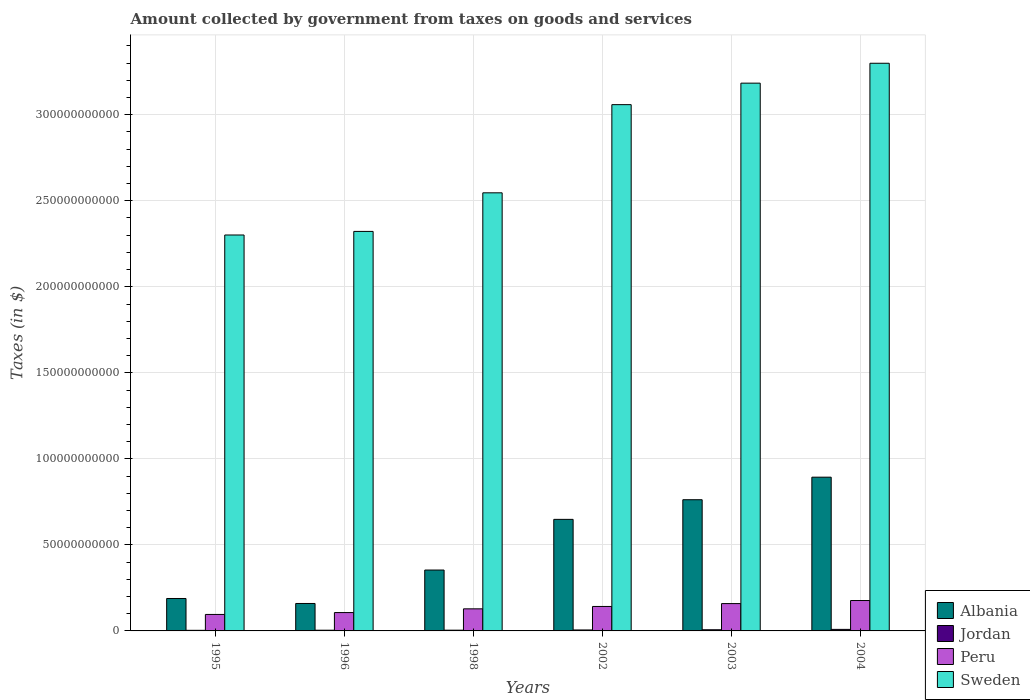 Amount collected by government from taxes on goods and services
Taxes (in $)
300000000000
250000000000
200000000000
150000000000
100000000000
50000000000
0
1995
1996
1998
2002
2003
2004
Years
Albania
Jordan
Peru
Sweden